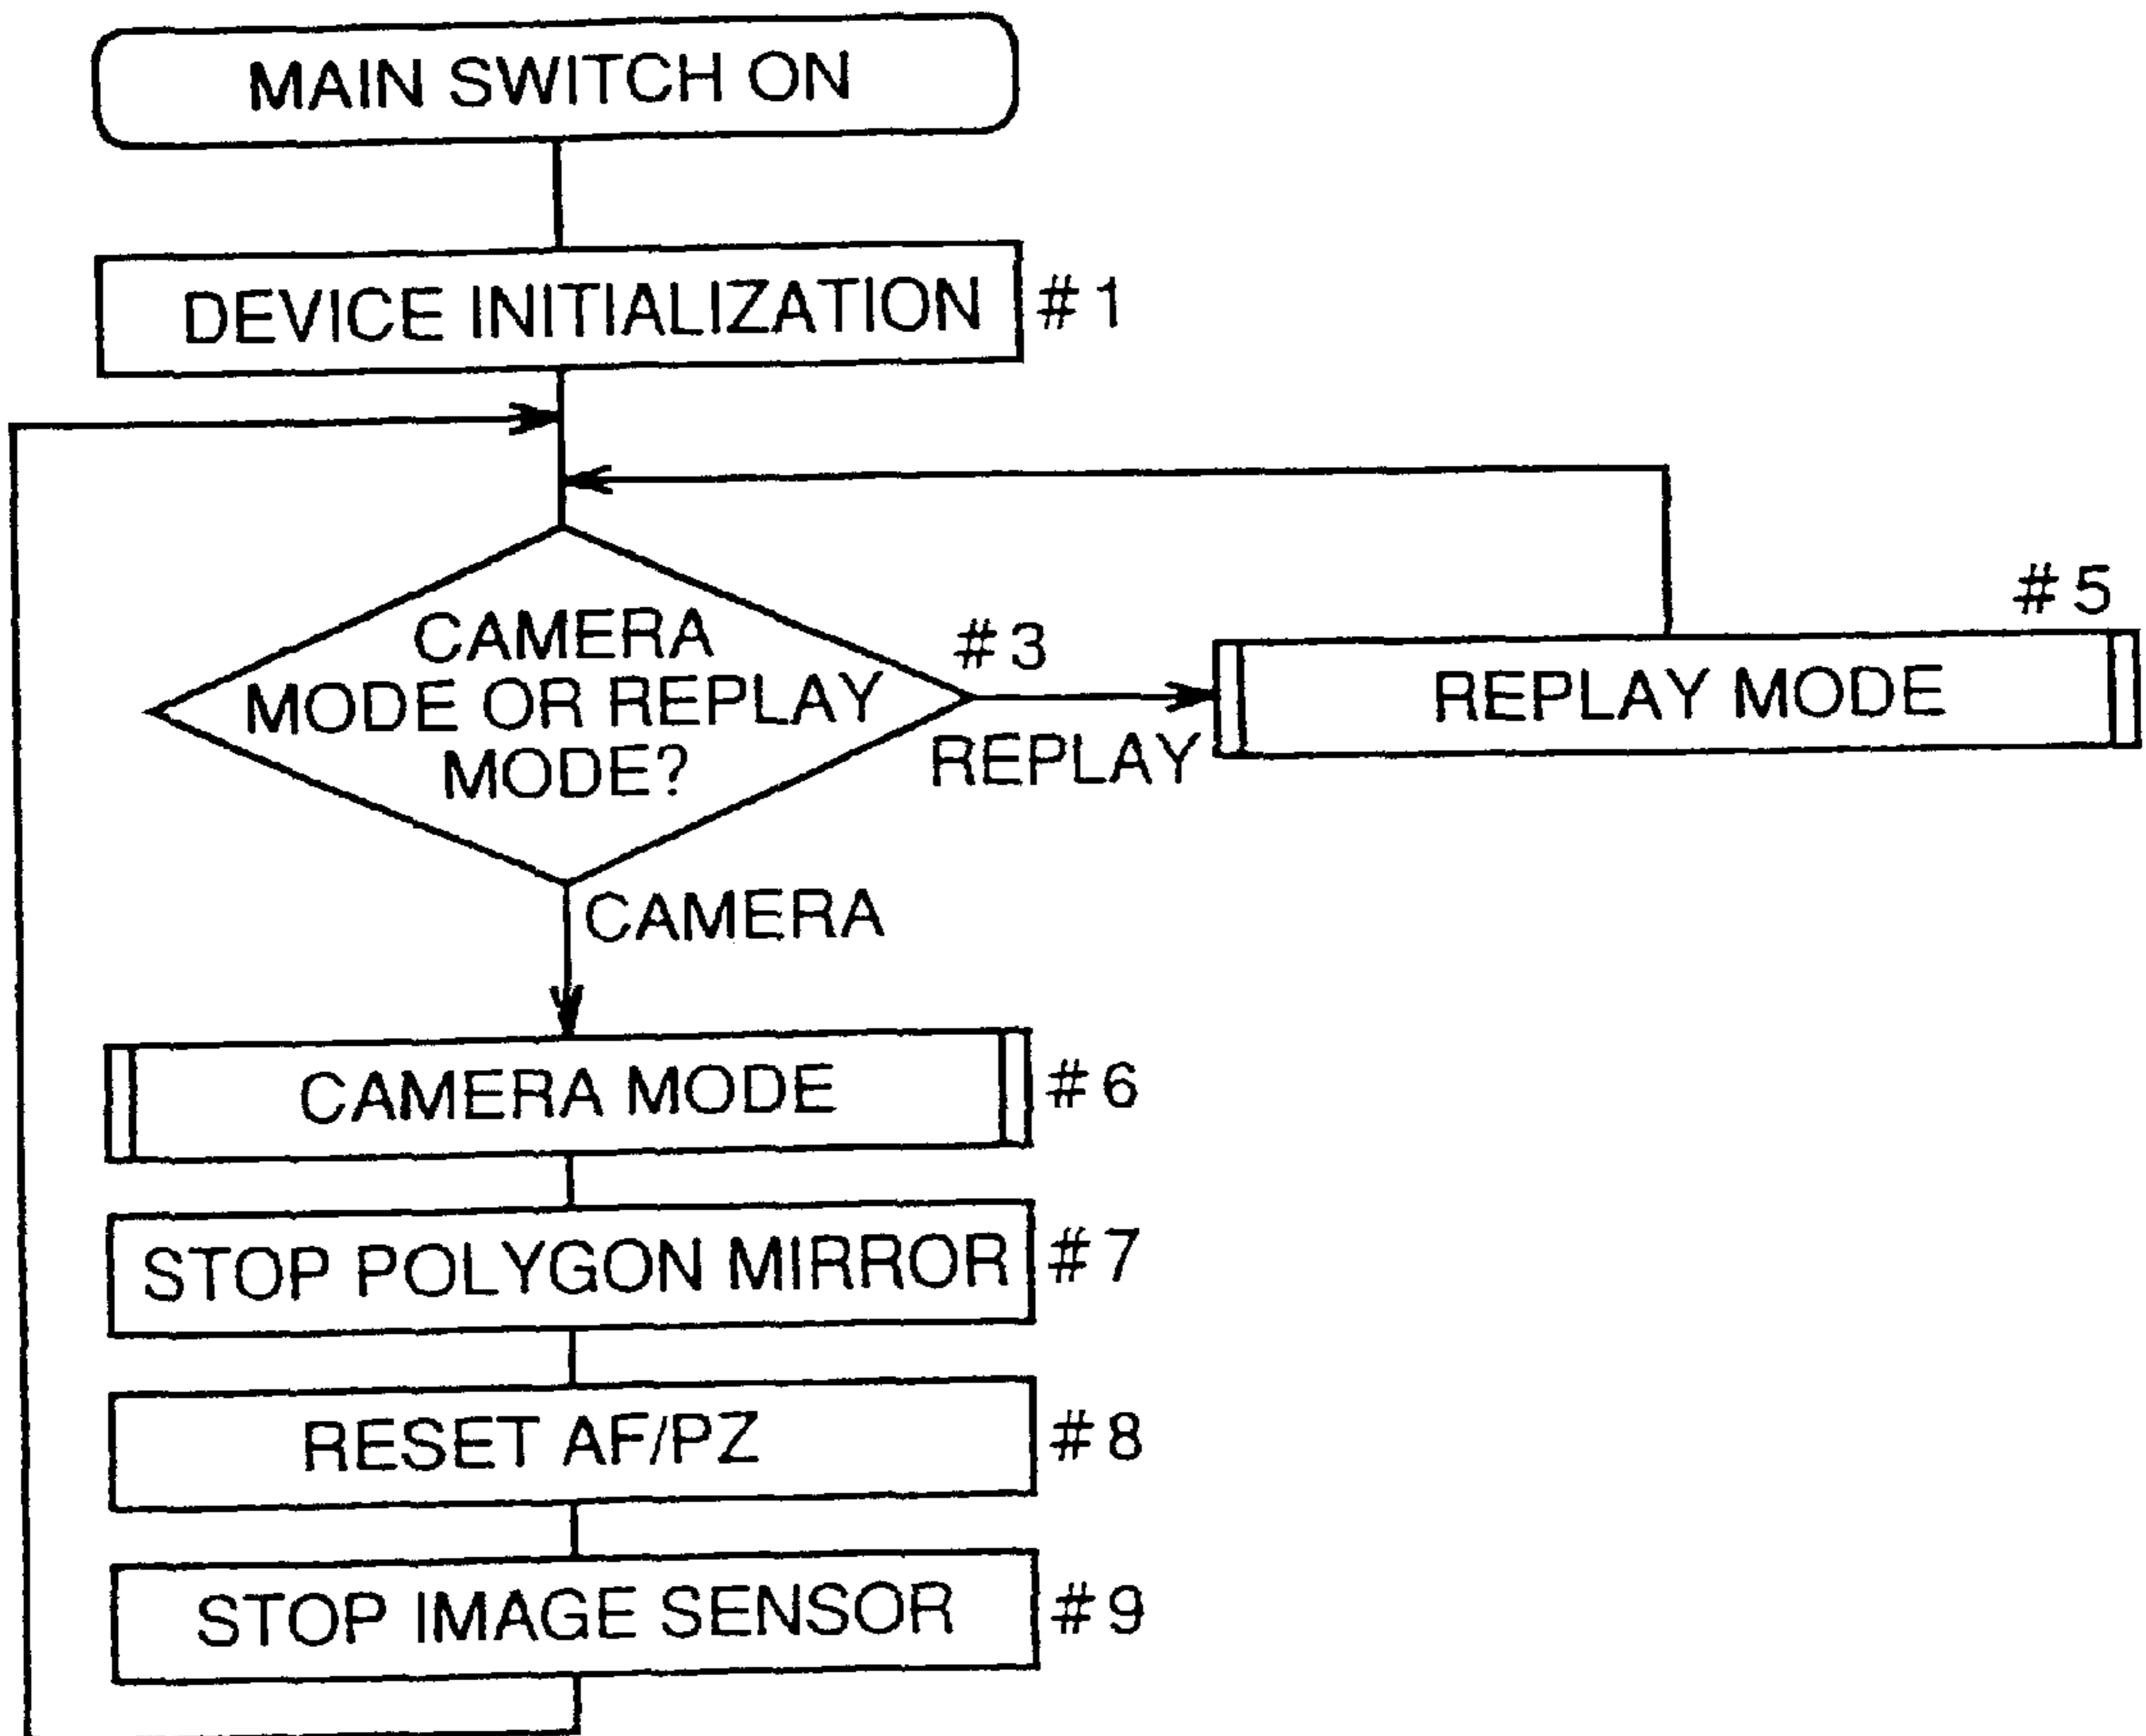 MAIN SWITCH ON
DEVICE INITIALIZATION #1
CAMERA
MODE OR REPLAY
MODE?
#3
REPLAY
#5
REPLAY MODE
CAMERA
CAMERA MODE #6
STOP POLYGON MIRROR #7
RESET AF/PZ #8
STOP IMAGE SENSOR #9